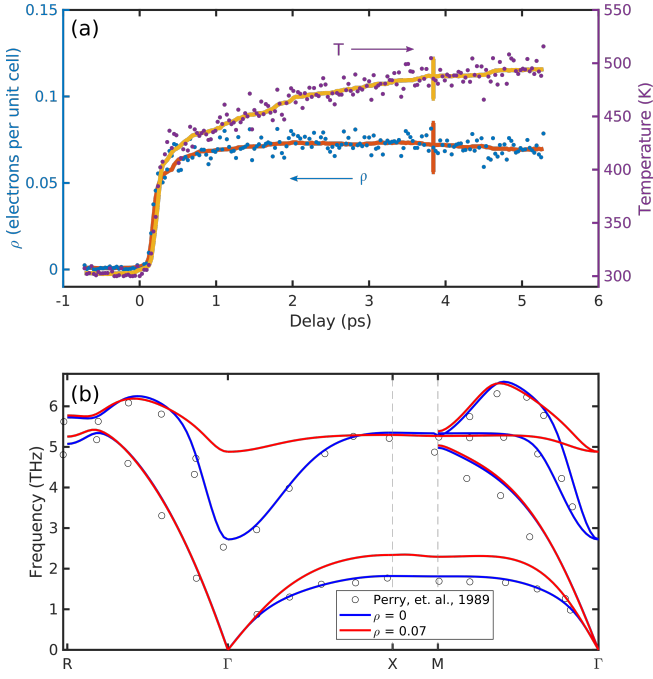 (a)
0.15
0.1
0.05
0
ρ (electrons per unit cell)
550
500
450
400
350
300
Temperature (K)
T
ρ
-1 0 1 2 3 4 5 6
Delay (ps)
(b)
6
5
4
3
2
1
0
Frequency (THz)
Perry, et. al., 1989
ρ = 0
ρ = 0.07
R Γ X M Γ